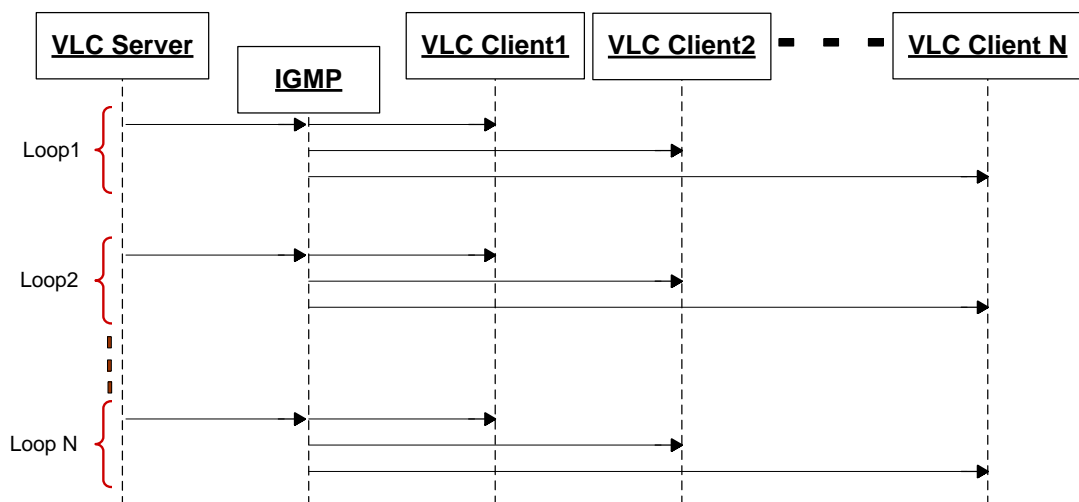 VLC Server
VLC Client1
VLC Client2
VLC Client N
IGMP
Loop1
Loop2
Loop N